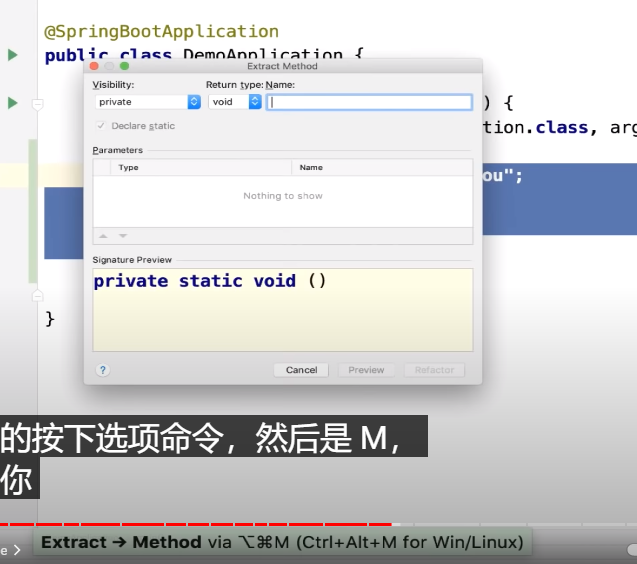 @SpringBootApplication
public class DemoApplication {
Extract Method
Visibility:
Return type:
Name:
private
void
) {
Declare static
tion.class, arg
Parameters
Type
Name
ou";
Nothing to show
Signature Preview
private static void ()
}
?
Cancel
Preview
Refactor
的按下选项命令，然后是 M，
你
e
Extract → Method via ⌥⌘M (Ctrl+Alt+M for Win/Linux)